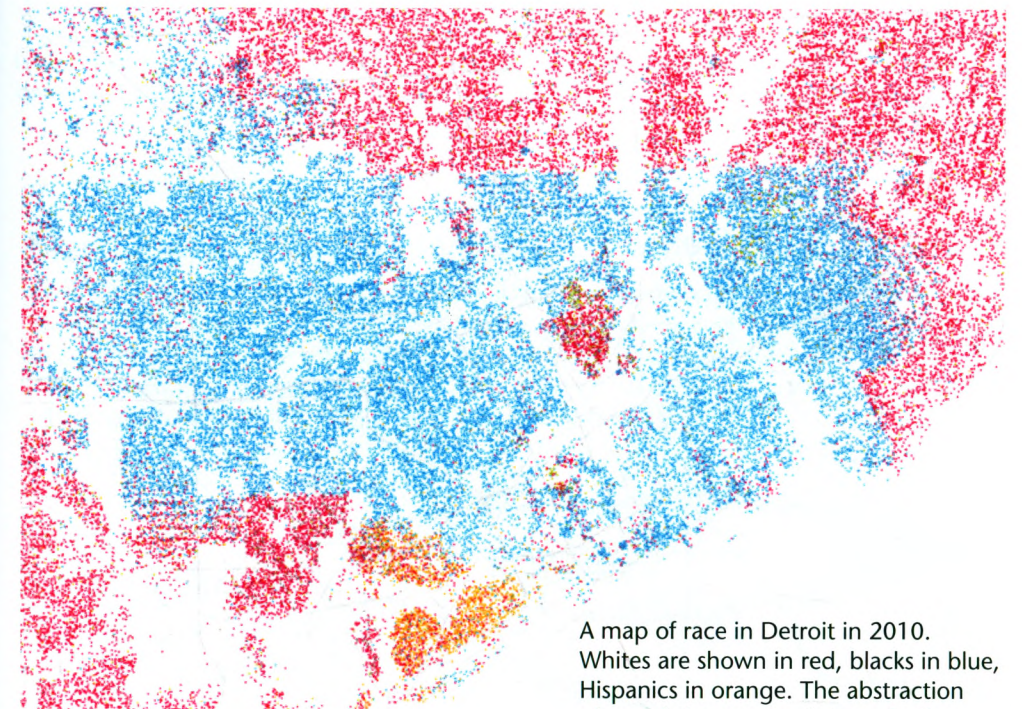 A map of race in Detroit in 2010.
Whites are shown in red, blacks in blue,
Hispanics in orange. The abstraction